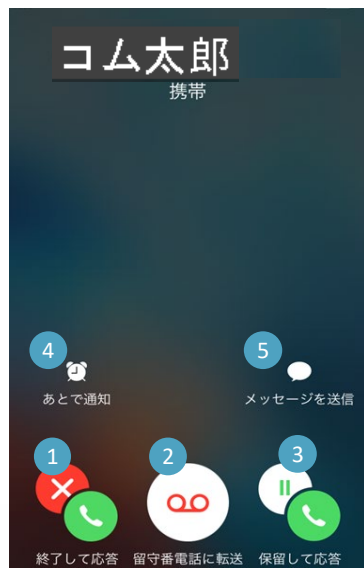 コム太郎
携帯
4
5
あとで通知
メッセージを送信
1
2
3
終了して応答
留守番電話に転送
保留して応答